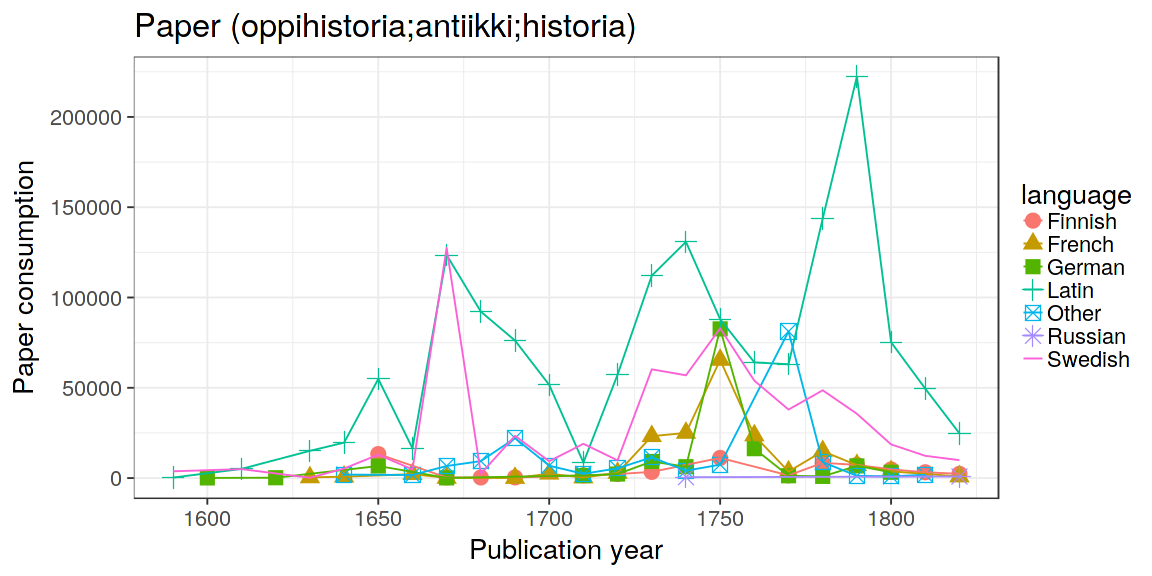 Paper (oppihistoria;antiikki;historia)
Paper consumption
200000
150000
100000
50000
0
1600
1650
1700
1750
1800
Publication year
language
Finnish
French
German
Latin
Other
Russian
Swedish